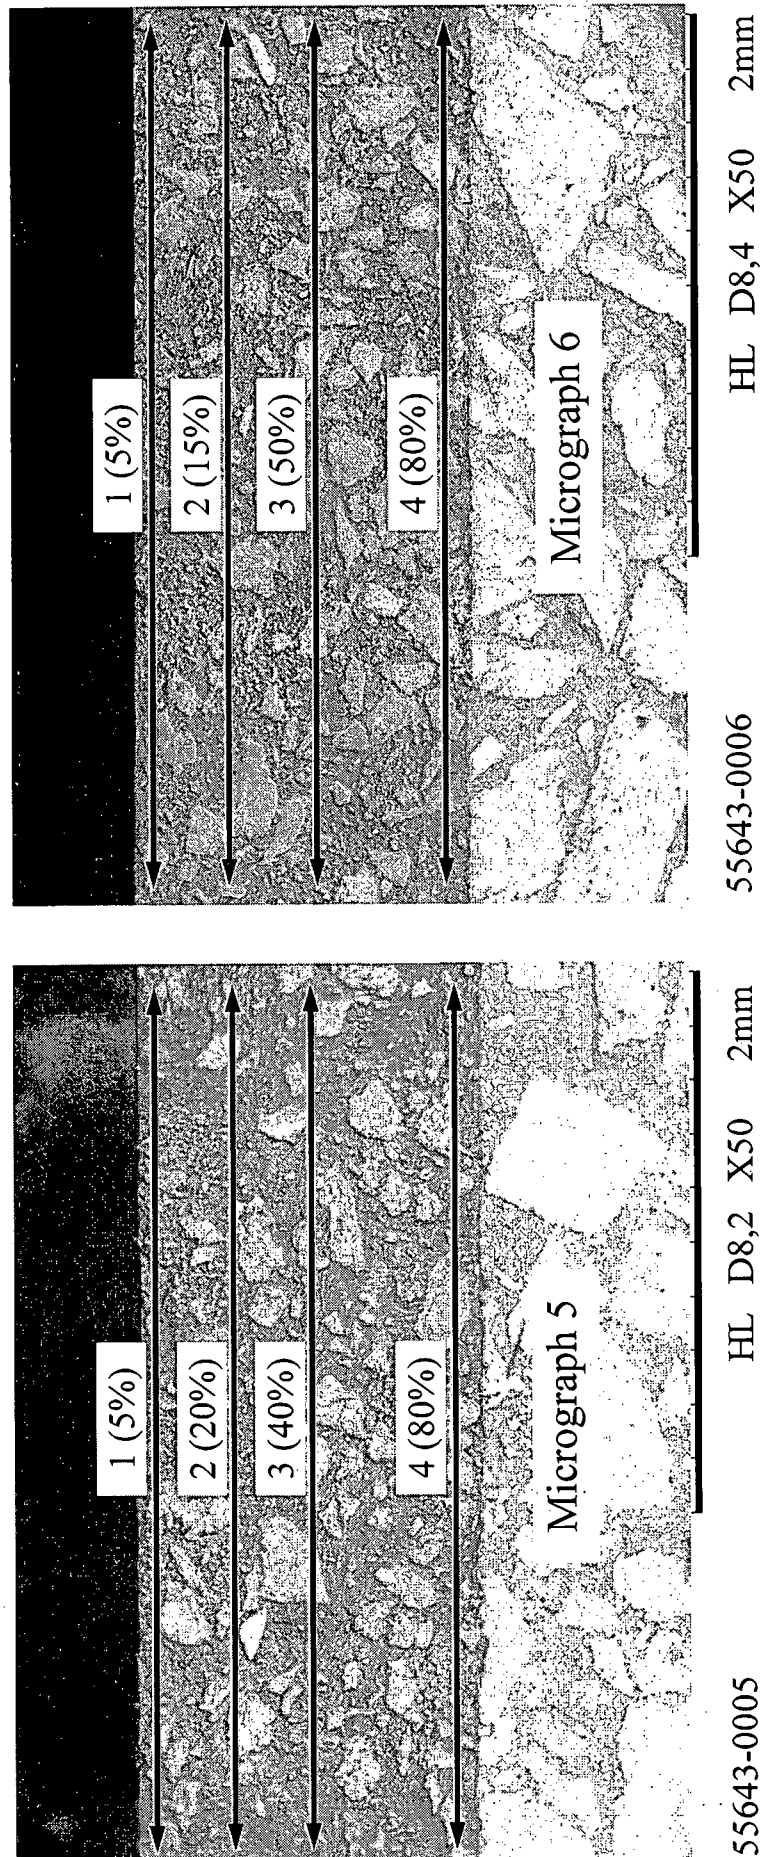 1 (5%)
2 (20%)
3 (40%)
4 (80%)
Micrograph 5
55643-0005 HL D8,2 X50 2mm
1 (5%)
2 (15%)
3 (50%)
4 (80%)
Micrograph 6
55643-0006 HL D8,4 X50 2mm